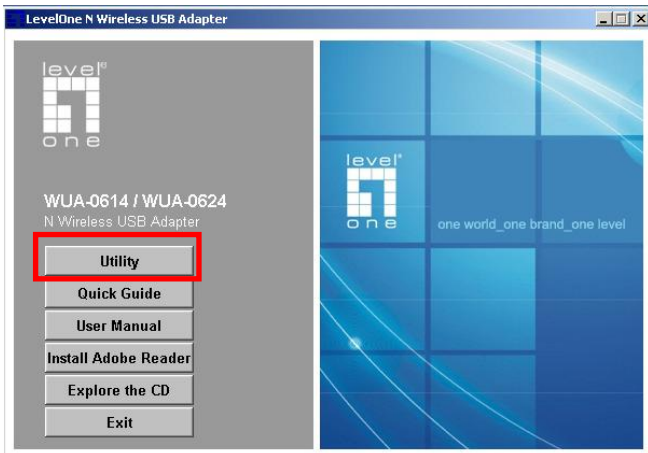 LevelOne N Wireless USB Adapter
level®
one
WUA-0614 / WUA-0624
N Wireless USB Adapter
Utility
Quick Guide
User Manual
Install Adobe Reader
Explore the CD
Exit
level®
one
one world_one brand_one level